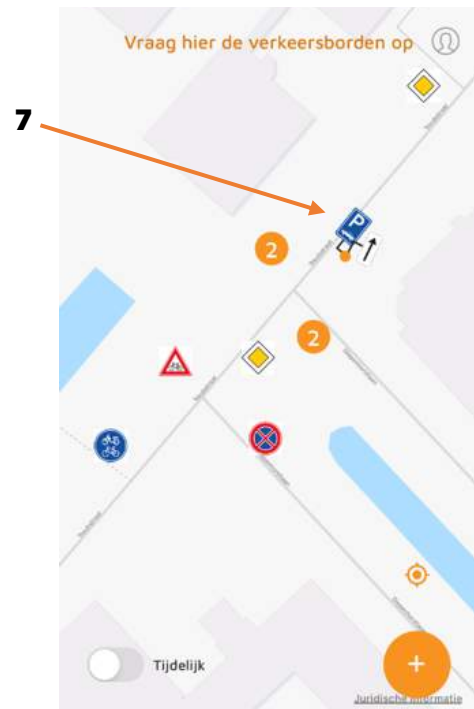 Vraag hier de verkeersborden op
7
P
2
2
Tijdelijk
+
Juridische informatie